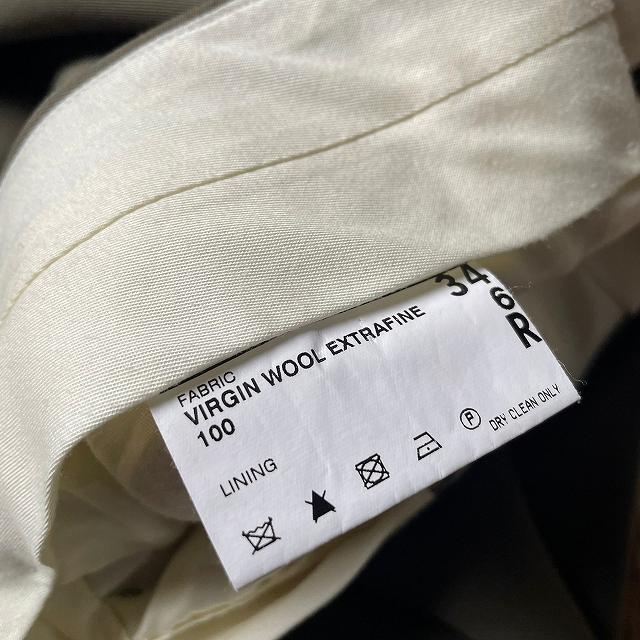 34
6
R
FABRIC
VIRGIN WOOL EXTRAFINE
100
LINING
P
DRY CLEAN ONLY